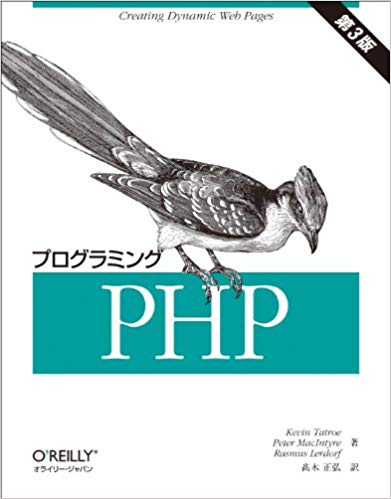 Creating Dynamic Web Pages
第3版
プログラミング
PHP
Kevin Tatroe
Peter MacIntyre 著
Rasmus Lerdorf
髙木 正弘 訳
O'REILLY®
オライリー・ジャパン